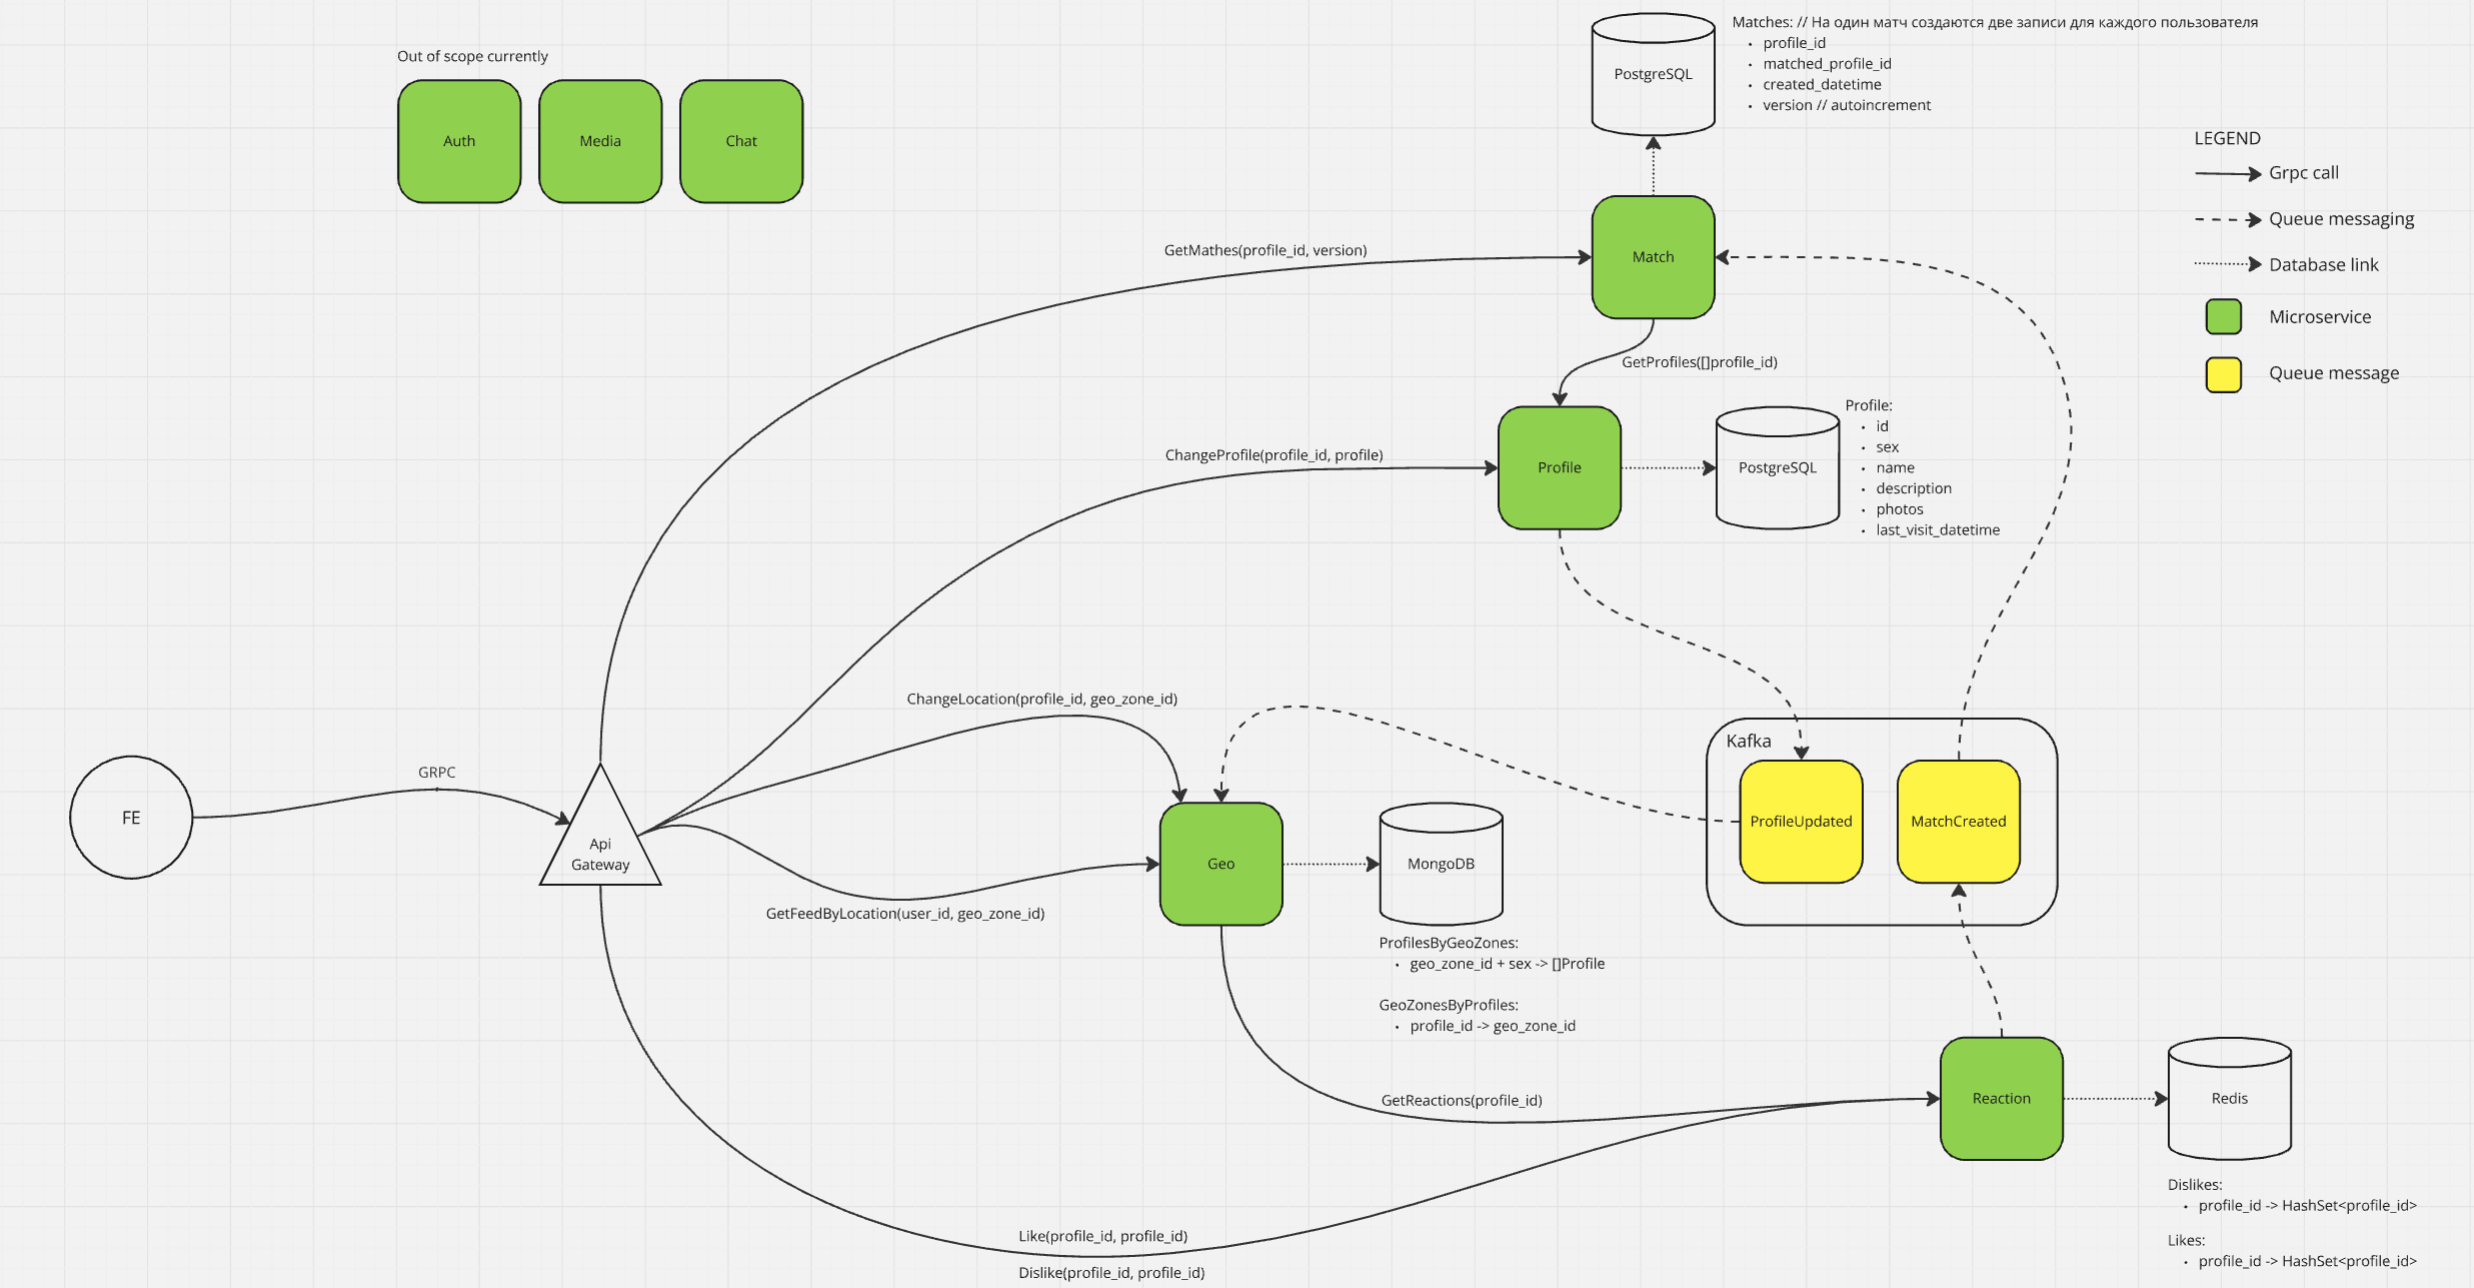 Out of scope currently
Auth
Media
Chat
PostgreSQL
Matches: // На один матч создаются две записи для каждого пользователя
• profile_id
• matched_profile_id
• created_datetime
• version // autoincrement
LEGEND
Grpc call
Queue messaging
Database link
Microservice
Queue message
GetMathes(profile_id, version)
Match
GetProfiles([]profile_id)
ChangeProfile(profile_id, profile)
Profile
PostgreSQL
Profile:
• id
• sex
• name
• description
• photos
• last_visit_datetime
ChangeLocation(profile_id, geo_zone_id)
Kafka
ProfileUpdated
MatchCreated
GRPC
FE
Api
Gateway
Geo
MongoDB
GetFeedByLocation(user_id, geo_zone_id)
ProfilesByGeoZones:
• geo_zone_id + sex -> []Profile
GeoZonesByProfiles:
• profile_id -> geo_zone_id
GetReactions(profile_id)
Reaction
Redis
Dislikes:
• profile_id -> HashSet<profile_id>
Likes:
• profile_id -> HashSet<profile_id>
Like(profile_id, profile_id)
Dislike(profile_id, profile_id)